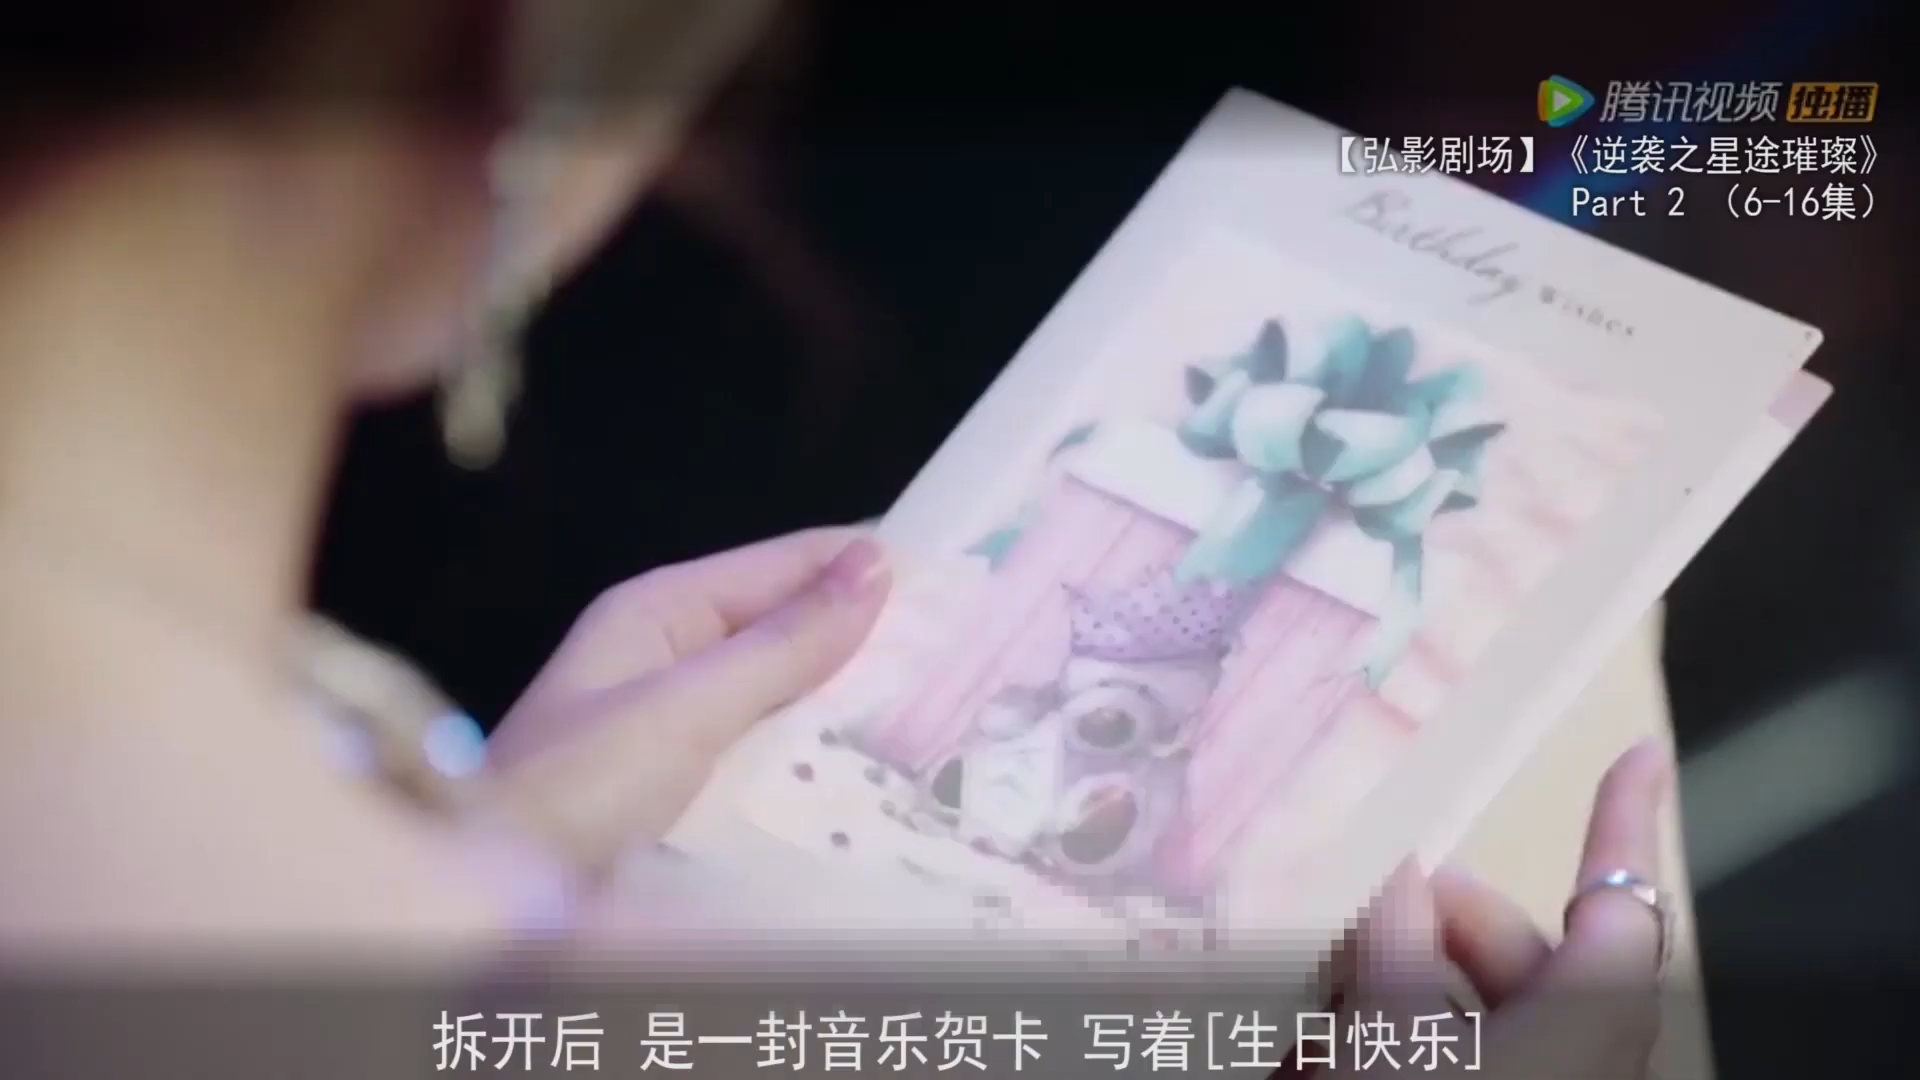 腾讯视频 独播
【弘影剧场】《逆袭之星途璀璨》
Part 2 （6-16集）
Birthday
Wishes
拆开后 是一封音乐贺卡 写着[生日快乐]